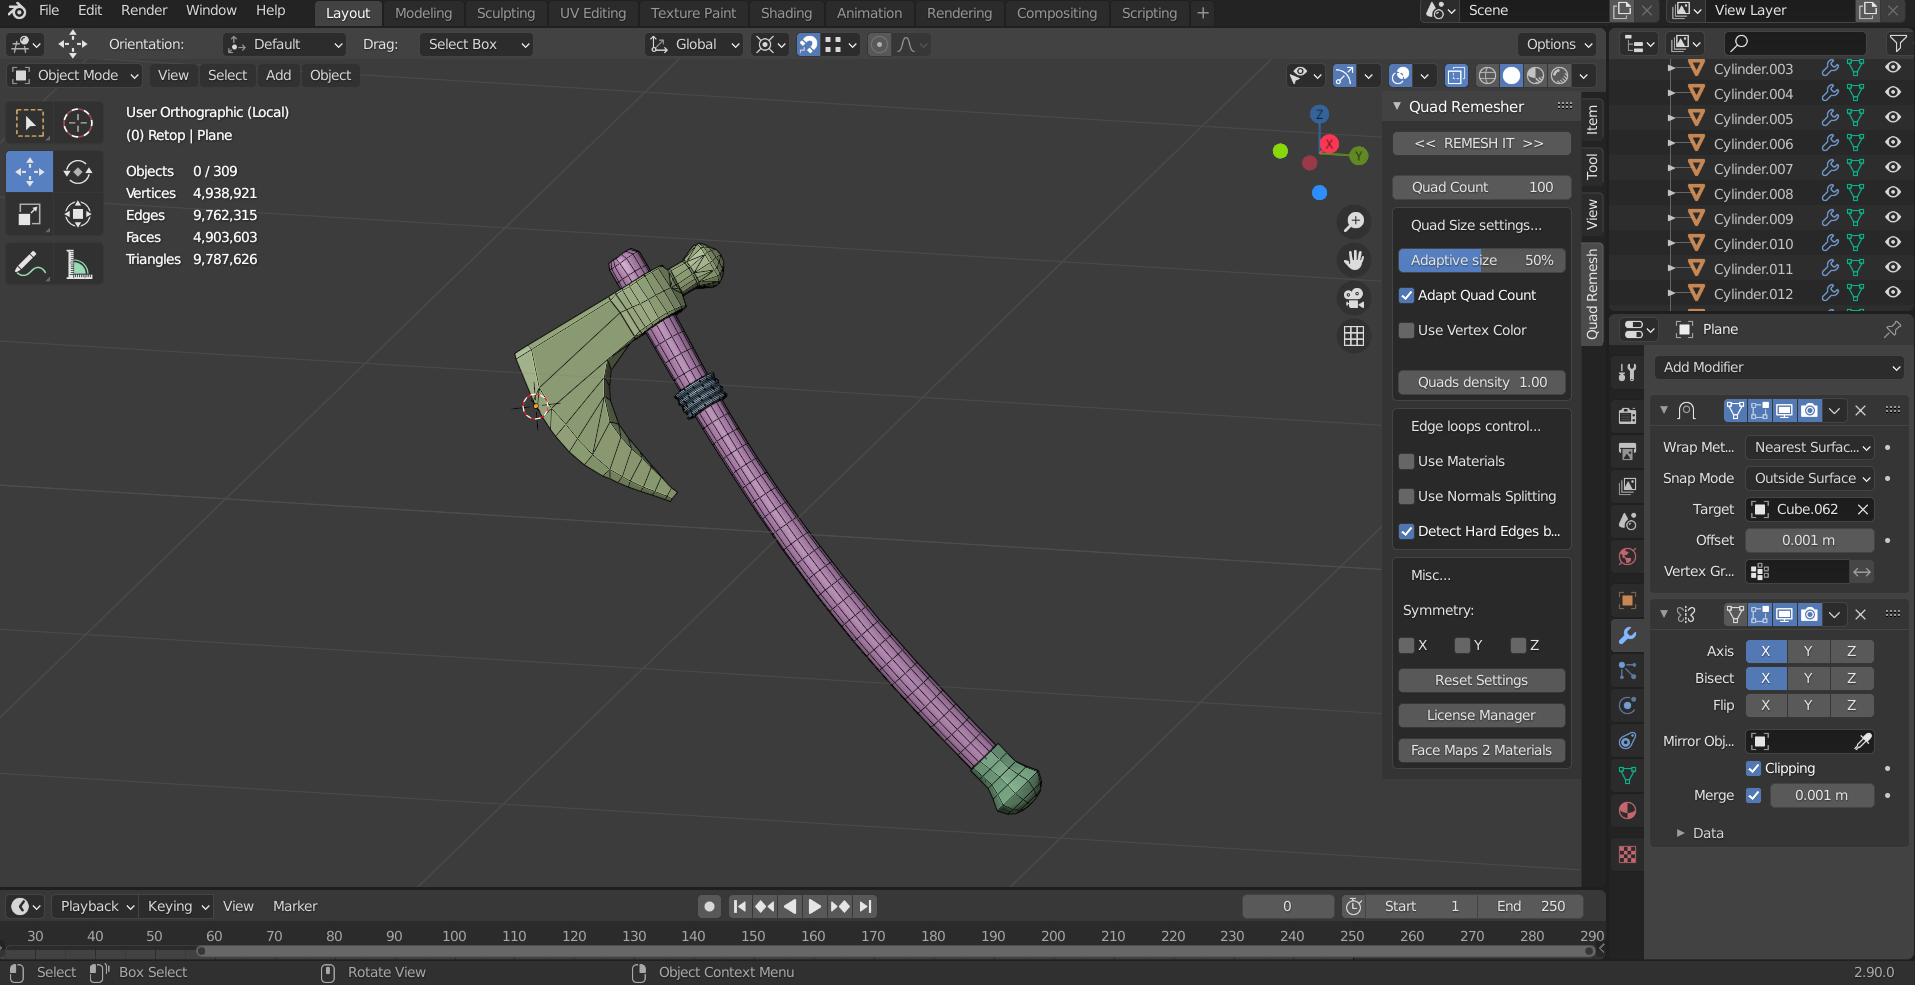 File Edit Render Window Help Layout Modeling Sculpting UV Editing Texture Paint Shading Animation Rendering Compositing Scripting + Scene View Layer
Orientation: Default Drag: Select Box Global Options
Object Mode View Select Add Object
User Orthographic (Local)
(0) Retop | Plane
Objects 0 / 309
Vertices 4,938,921
Edges 9,762,315
Faces 4,903,603
Triangles 9,787,626
Z
X
Y
Quad Remesher
<< REMESH IT >>
Quad Count 100
Quad Size settings...
Adaptive size 50%
Adapt Quad Count
Use Vertex Color
Quads density 1.00
Edge loops control...
Use Materials
Use Normals Splitting
Detect Hard Edges b...
Misc...
Symmetry:
X Y Z
Reset Settings
License Manager
Face Maps 2 Materials
Item
Tool
View
Quad Remesh
Cylinder.003
Cylinder.004
Cylinder.005
Cylinder.006
Cylinder.007
Cylinder.008
Cylinder.009
Cylinder.010
Cylinder.011
Cylinder.012
Plane
Add Modifier
Wrap Met... Nearest Surfac...
Snap Mode Outside Surface
Target Cube.062
Offset 0.001 m
Vertex Gr...
Axis X Y Z
Bisect X Y Z
Flip X Y Z
Mirror Obj...
Clipping
Merge 0.001 m
Data
Playback Keying View Marker 0 Start 1 End 250
30 40 50 60 70 80 90 100 110 120 130 140 150 160 170 180 190 200 210 220 230 240 250 260 270 280 290
Select Box Select Rotate View Object Context Menu 2.90.0